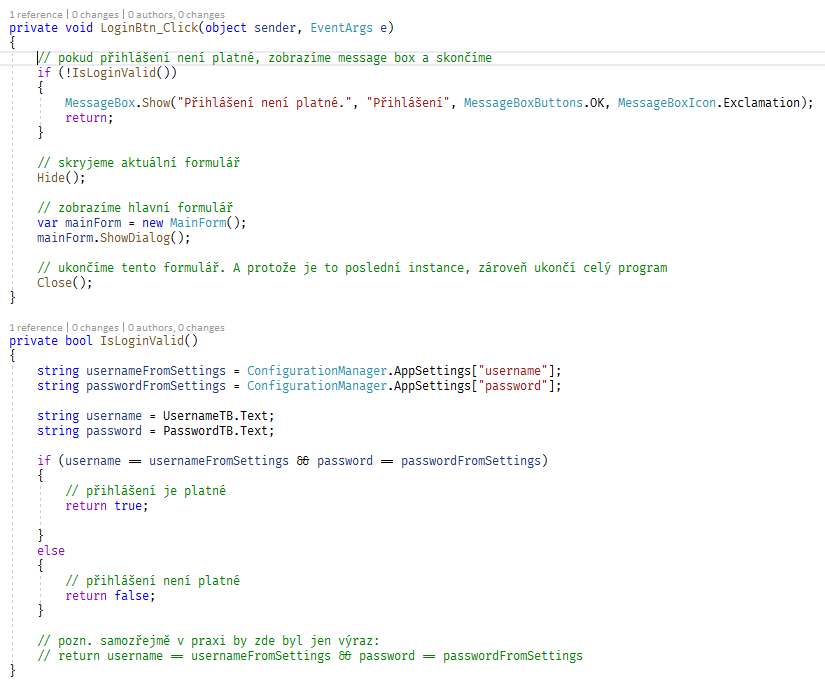 1 reference | 0 changes | 0 authors, 0 changes
private void LoginBtn_Click(object sender, EventArgs e)
{
    // pokud přihlášení není platné, zobrazíme message box a skončíme
    if (!IsLoginValid())
    {
        MessageBox.Show("Přihlášení není platné.", "Přihlášení", MessageBoxButtons.OK, MessageBoxIcon.Exclamation);
        return;
    }

    // skryjeme aktuální formulář
    Hide();

    // zobrazíme hlavní formulář
    var mainForm = new MainForm();
    mainForm.ShowDialog();

    // ukončíme tento formulář. A protože je to poslední instance, zároveň ukončí celý program
    Close();
}

1 reference | 0 changes | 0 authors, 0 changes
private bool IsLoginValid()
{
    string usernameFromSettings = ConfigurationManager.AppSettings["username"];
    string passwordFromSettings = ConfigurationManager.AppSettings["password"];

    string username = UsernameTB.Text;
    string password = PasswordTB.Text;

    if (username == usernameFromSettings && password == passwordFromSettings)
    {
        // přihlášení je platné
        return true;

    }
    else
    {
        // přihlášení není platné
        return false;
    }

    // pozn. samozřejmě v praxi by zde byl jen výraz:
    // return username == usernameFromSettings && password == passwordFromSettings
}